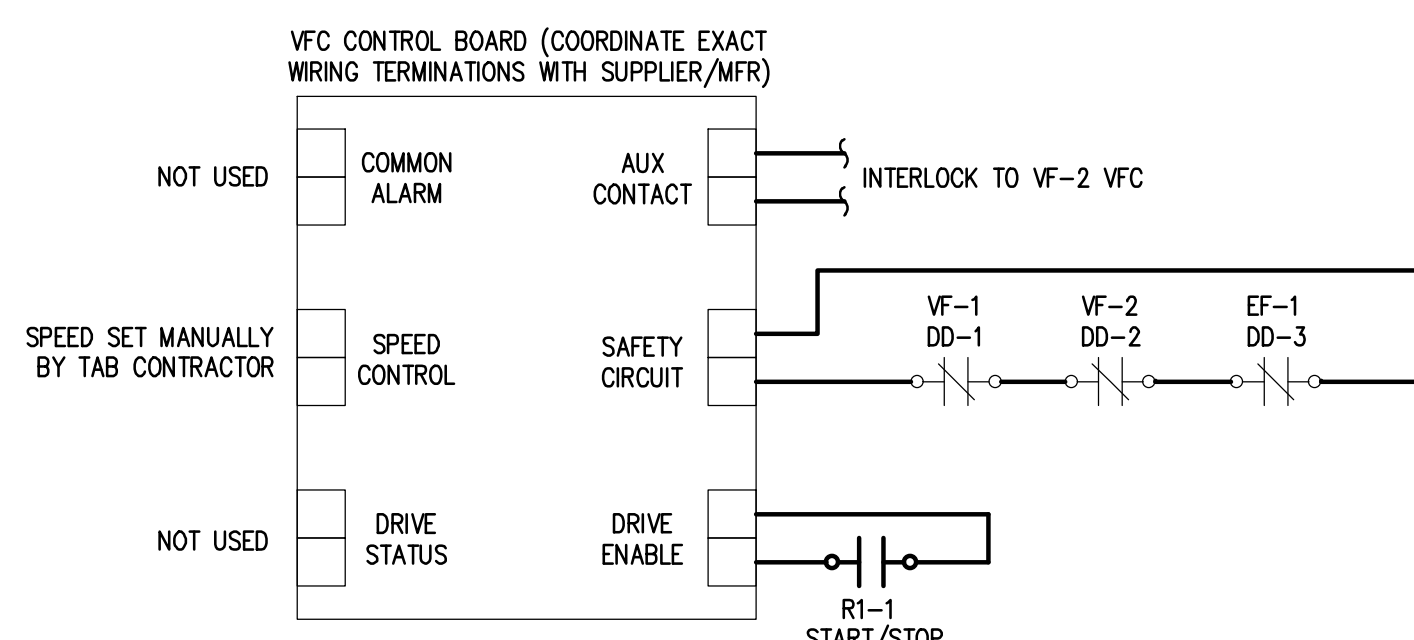 VFC CONTROL BOARD (COORDINATE EXACT
WIRING TERMINATIONS WITH SUPPLIER/MFR)
NOT USED
COMMON
ALARM
AUX
CONTACT
INTERLOCK TO VF-2 VFC
SPEED SET MANUALLY
BY TAB CONTRACTOR
SPEED
CONTROL
SAFETY
CIRCUIT
VF-1
DD-1
VF-2
DD-2
EF-1
DD-3
NOT USED
DRIVE
STATUS
DRIVE
ENABLE
R1-1
START/STOP